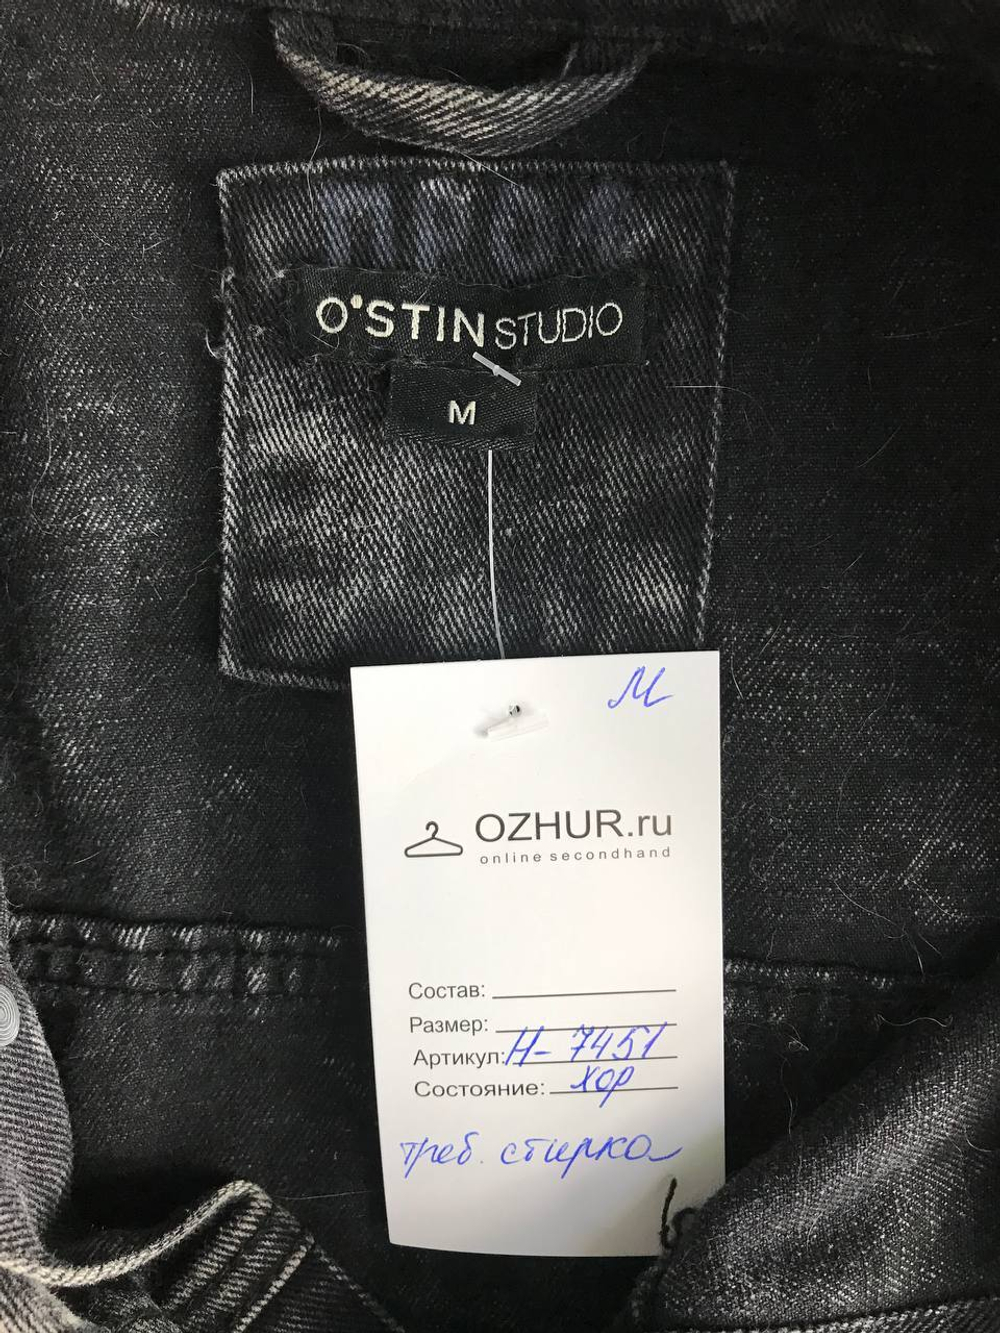 O'STIN STUDIO
M
M
OZHUR.ru
online secondhand
Состав:
Размер:
Артикул: Н-7451
Состояние: хор
треб. стирка